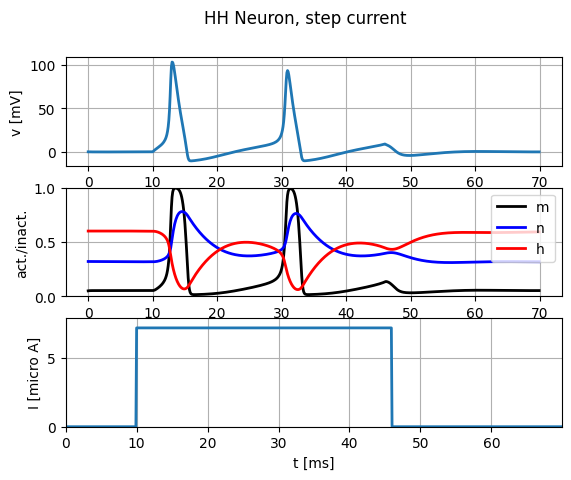 HH Neuron, step current
100
50
0
v [mV]
0 10 20 30 40 50 60 70
1.0
0.5
0.0
act./inact.
m
n
h
0 10 20 30 40 50 60 70
5
0
I [micro A]
0 10 20 30 40 50 60
t [ms]